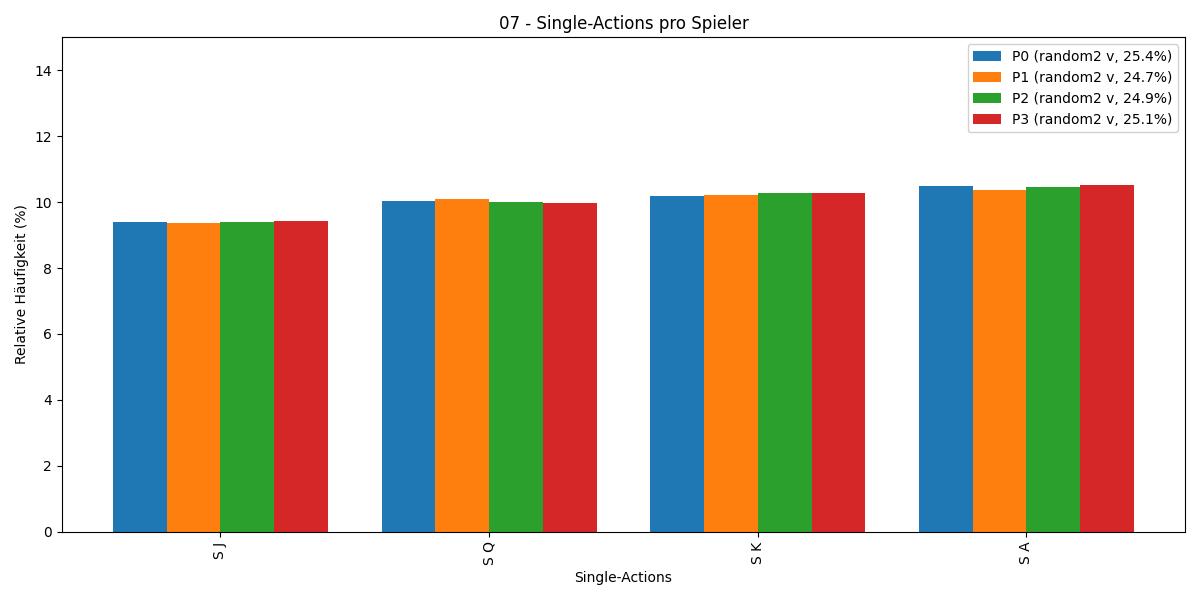 07 - Single-Actions pro Spieler
P0 (random2 v, 25.4%)
P1 (random2 v, 24.7%)
P2 (random2 v, 24.9%)
P3 (random2 v, 25.1%)
Relative Häufigkeit (%)
14
12
10
8
6
4
2
0
S J
S Q
S K
S A
Single-Actions